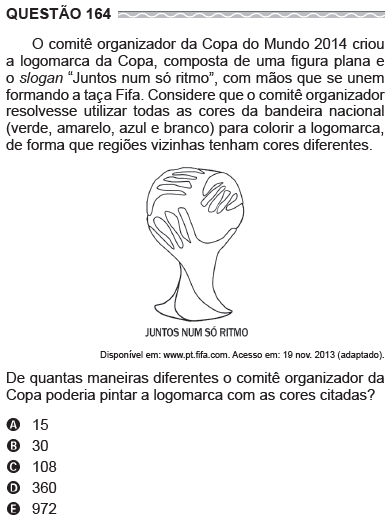 QUESTÃO 164
O comitê organizador da Copa do Mundo 2014 criou
a logomarca da Copa, composta de uma figura plana e
o slogan “Juntos num só ritmo”, com mãos que se unem
formando a taça Fifa. Considere que o comitê organizador
resolvesse utilizar todas as cores da bandeira nacional
(verde, amarelo, azul e branco) para colorir a logomarca,
de forma que regiões vizinhas tenham cores diferentes.
JUNTOS NUM SÓ RITMO
Disponível em: www.pt.fifa.com. Acesso em: 19 nov. 2013 (adaptado).
De quantas maneiras diferentes o comitê organizador da
Copa poderia pintar a logomarca com as cores citadas?
A 15
B 30
C 108
D 360
E 972